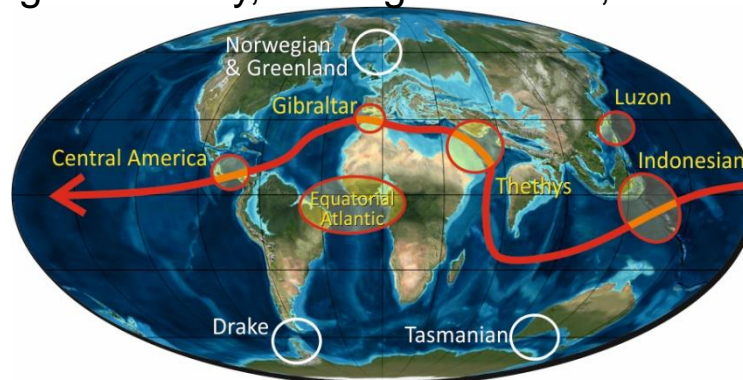 Norwegian
& Greenland
Gibraltar
Luzon
Central America
Indonesian
Thethys
Equatorial
Atlantic
Drake
Tasmanian